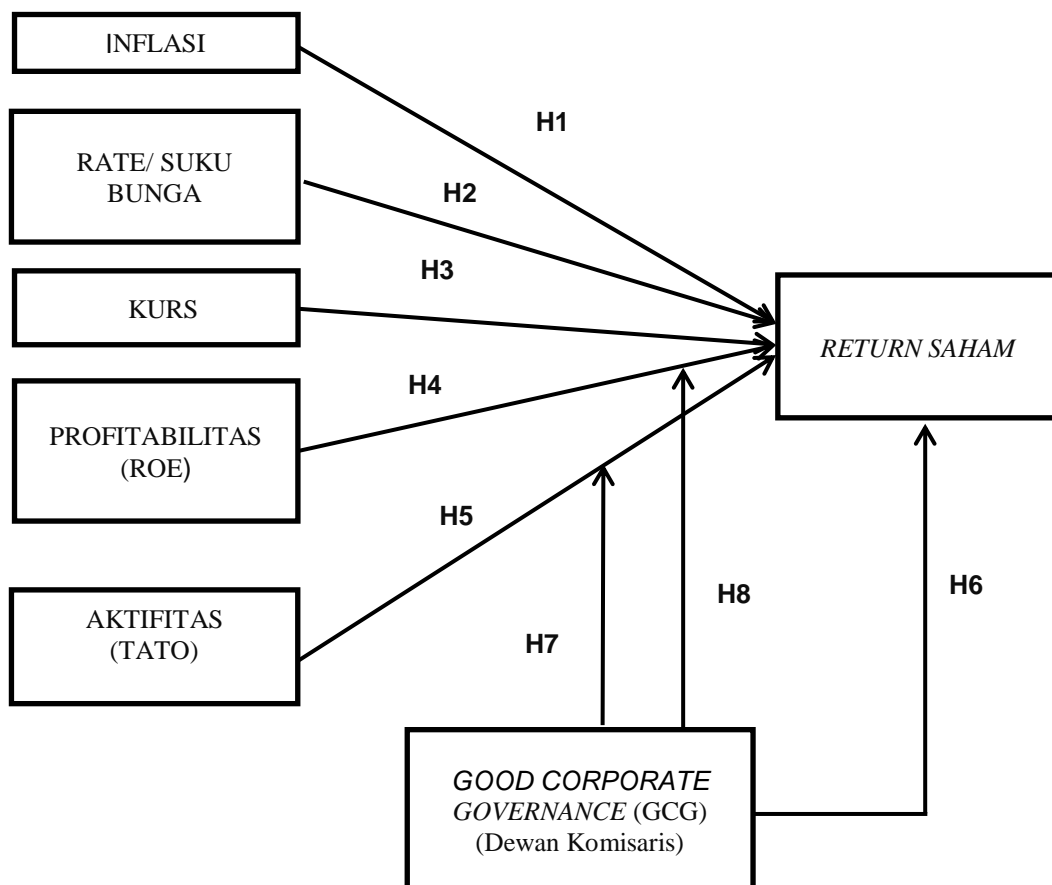 INFLASI
H1
RATE/ SUKU
BUNGA
H2
H3
KURS
RETURN SAHAM
H4
PROFITABILITAS
(ROE)
H5
H6
H8
AKTIFITAS
(TATO)
H7
GOOD CORPORATE
GOVERNANCE (GCG)
(Dewan Komisaris)